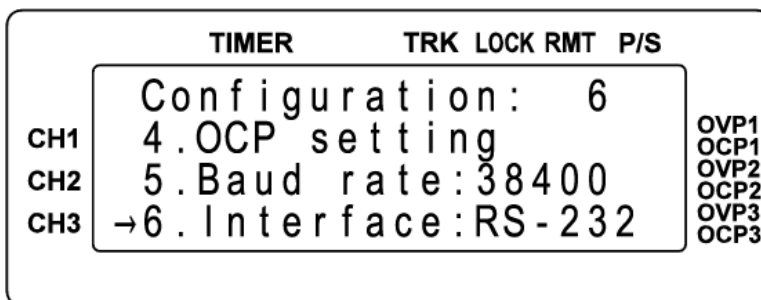 TIMER TRK LOCK RMT P/S
Configuration: 6
CH1 4.OCP setting OVP1 OCP1
CH2 5.Baud rate:38400 OVP2 OCP2
CH3 →6.Interface:RS-232 OVP3 OCP3